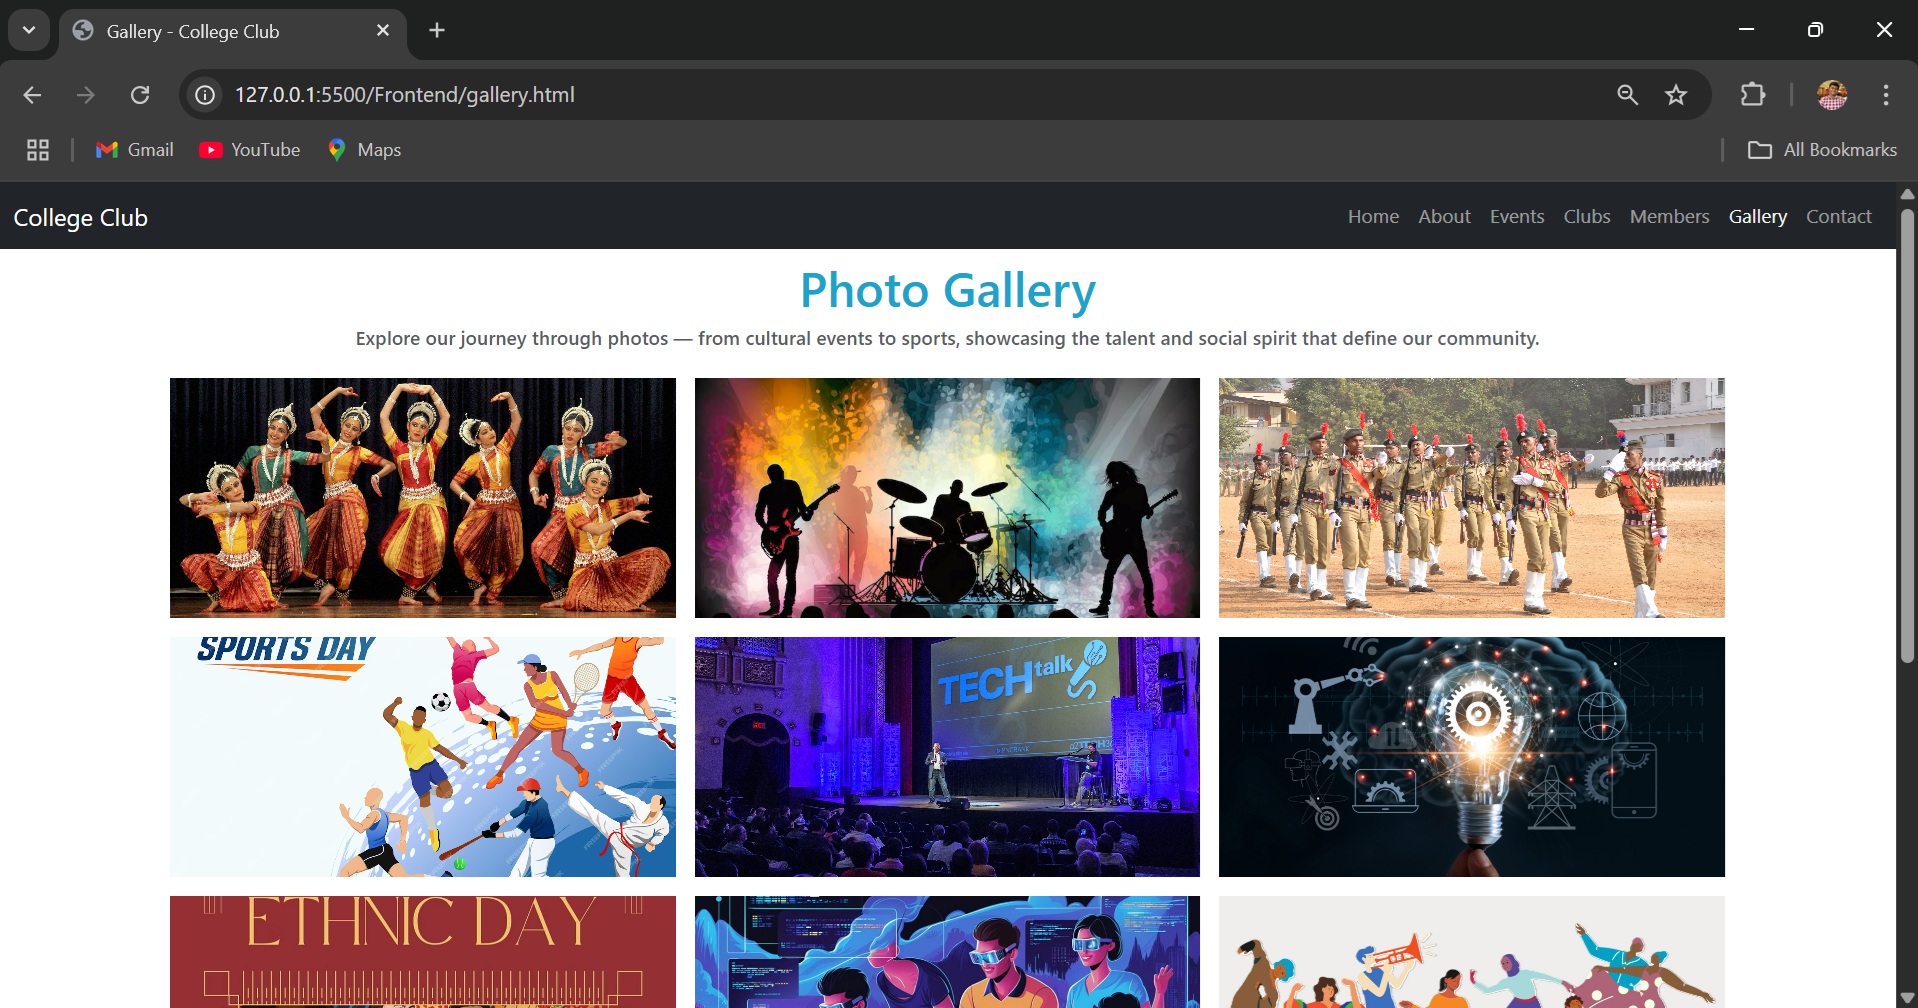 Gallery - College Club
127.0.0.1:5500/Frontend/gallery.html
Gmail
YouTube
Maps
All Bookmarks
College Club
Home
About
Events
Clubs
Members
Gallery
Contact
Photo Gallery
Explore our journey through photos — from cultural events to sports, showcasing the talent and social spirit that define our community.
SPORTS DAY
TECH talk
ETHNIC DAY